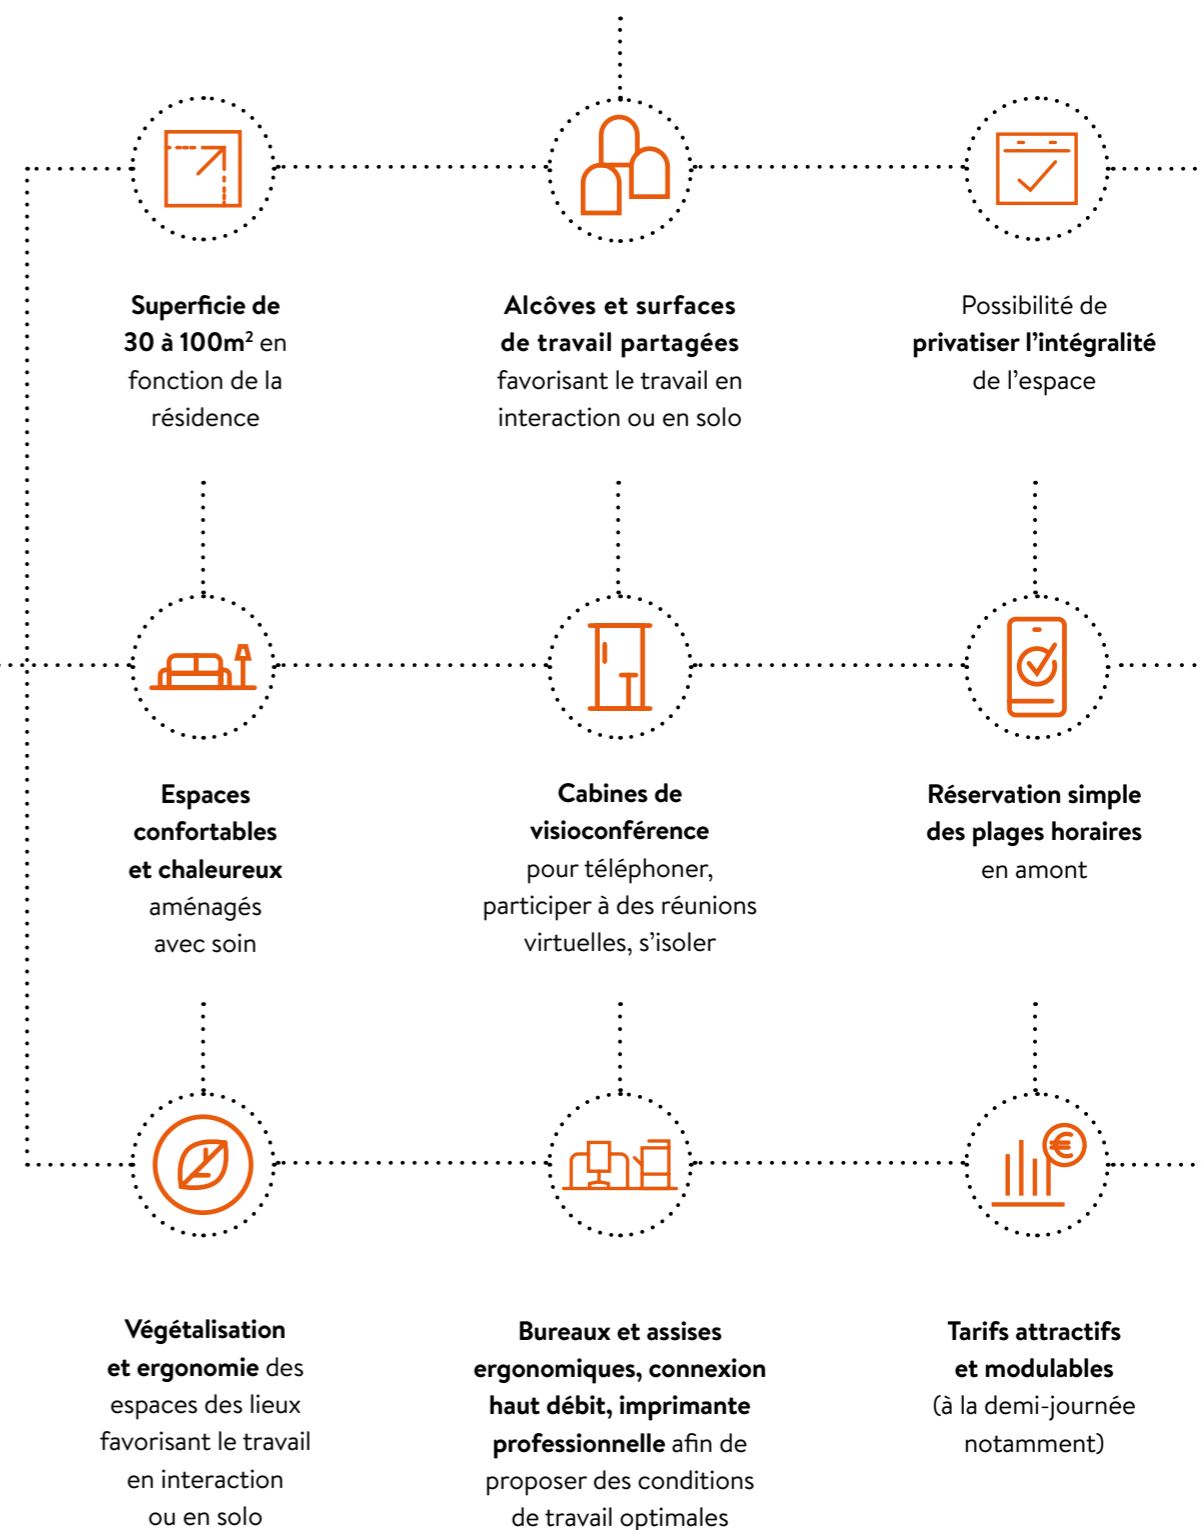 Superficie de
30 à 100m² en
fonction de la
résidence
Alcôves et surfaces
de travail partagées
favorisant le travail en
interaction ou en solo
Possibilité de
privatiser l’intégralité
de l’espace
Espaces
confortables
et chaleureux
aménagés
avec soin
Cabines de
visioconférence
pour téléphoner,
participer à des réunions
virtuelles, s’isoler
Réservation simple
des plages horaires
en amont
€
Végétalisation
et ergonomie des
espaces des lieux
favorisant le travail
en interaction
ou en solo
Bureaux et assises
ergonomiques, connexion
haut débit, imprimante
professionnelle afin de
proposer des conditions
de travail optimales
Tarifs attractifs
et modulables
(à la demi-journée
notamment)